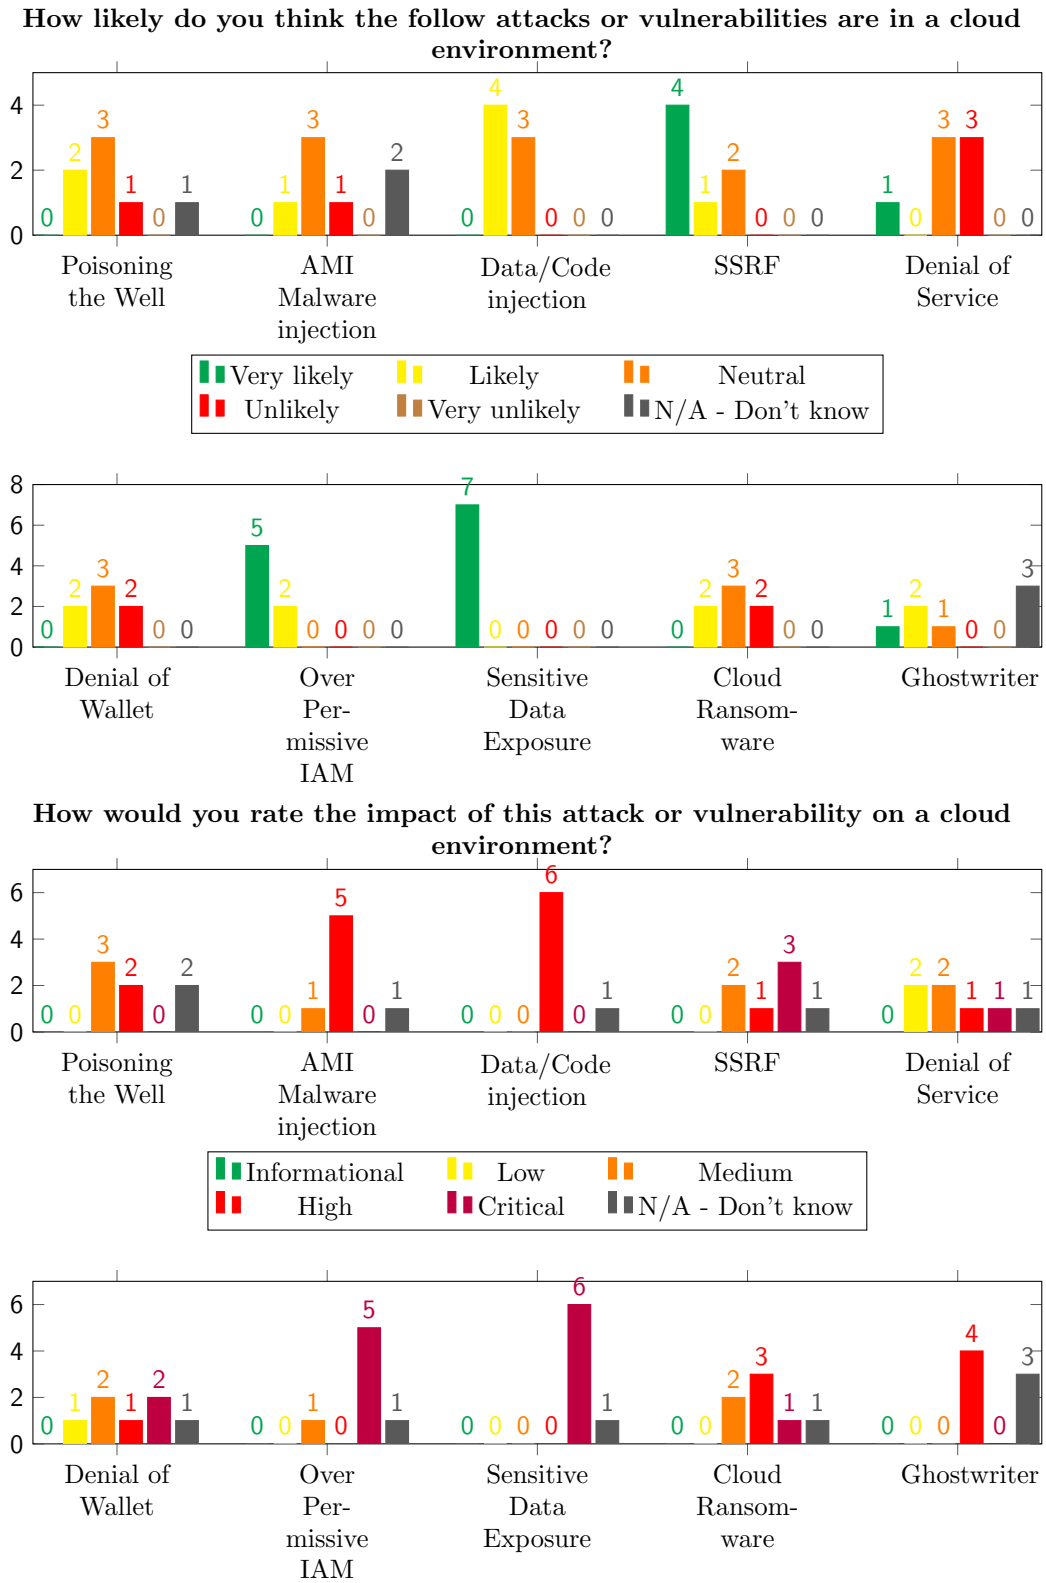 How likely do you think the follow attacks or vulnerabilities are in a cloud
environment?
4
2
0
0 2 3 1 0 1
0 1 3 1 0 2
0 4 3 0 0 0
4 1 2 0 0 0
1 0 3 3 0 0
Poisoning
the Well
AMI
Malware
injection
Data/Code
injection
SSRF
Denial of
Service
Very likely Likely Neutral
Unlikely Very unlikely N/A - Don't know
8
6
4
2
0
0 2 3 2 0 0
5 2 0 0 0 0
7 0 0 0 0 0
0 2 3 2 0 0
1 2 1 0 0 3
Denial of
Wallet
Over
Per-
missive
IAM
Sensitive
Data
Exposure
Cloud
Ransom-
ware
Ghostwriter
How would you rate the impact of this attack or vulnerability on a cloud
environment?
6
4
2
0
0 0 3 2 0 2
0 0 1 5 0 1
0 0 0 6 0 1
0 0 2 1 3 1
0 2 2 1 1 1
Poisoning
the Well
AMI
Malware
injection
Data/Code
injection
SSRF
Denial of
Service
Informational Low Medium
High Critical N/A - Don't know
6
4
2
0
0 1 2 1 2 1
0 0 1 0 5 1
0 0 0 0 6 1
0 0 2 3 1 1
0 0 0 4 0 3
Denial of
Wallet
Over
Per-
missive
IAM
Sensitive
Data
Exposure
Cloud
Ransom-
ware
Ghostwriter